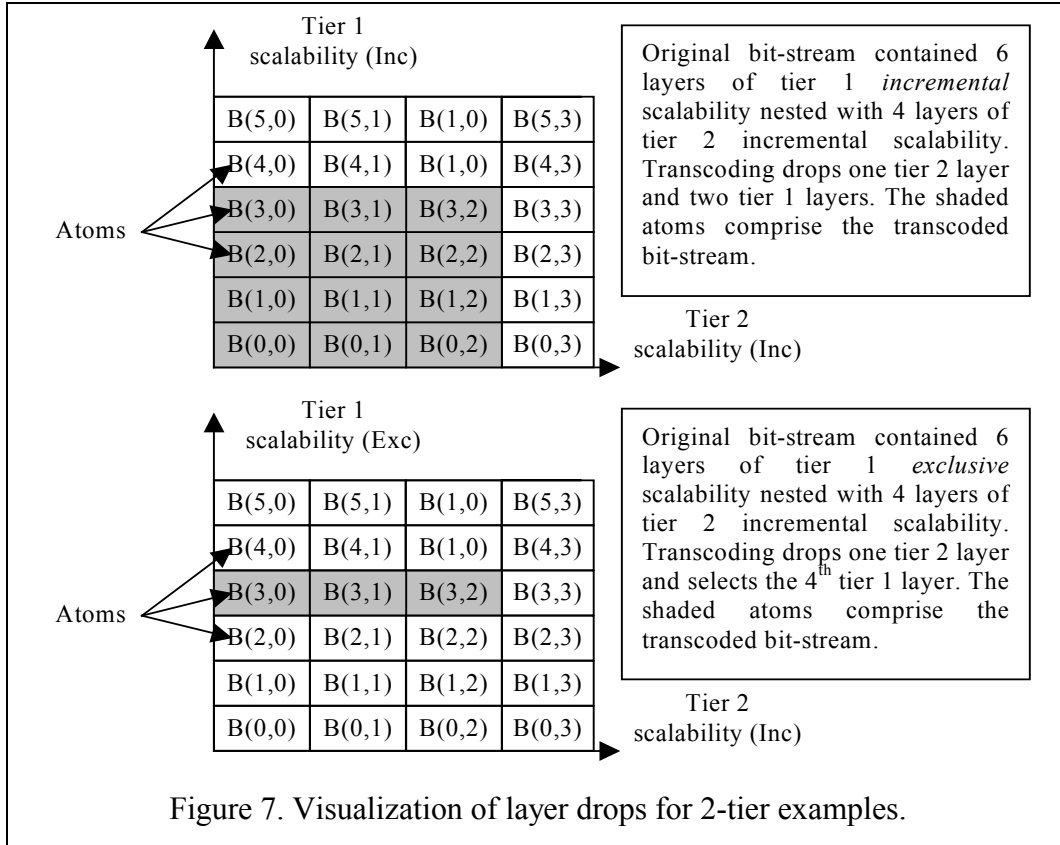 Tier 1
scalability (Inc)
B(5,0) B(5,1) B(1,0) B(5,3)
B(4,0) B(4,1) B(1,0) B(4,3)
B(3,0) B(3,1) B(3,2) B(3,3)
Atoms
B(2,0) B(2,1) B(2,2) B(2,3)
B(1,0) B(1,1) B(1,2) B(1,3)
B(0,0) B(0,1) B(0,2) B(0,3)
Tier 2
scalability (Inc)
Original bit-stream contained 6
layers of tier 1 incremental
scalability nested with 4 layers of
tier 2 incremental scalability.
Transcoding drops one tier 2 layer
and two tier 1 layers. The shaded
atoms comprise the transcoded
bit-stream.
Tier 1
scalability (Exc)
B(5,0) B(5,1) B(1,0) B(5,3)
B(4,0) B(4,1) B(1,0) B(4,3)
B(3,0) B(3,1) B(3,2) B(3,3)
Atoms
B(2,0) B(2,1) B(2,2) B(2,3)
B(1,0) B(1,1) B(1,2) B(1,3)
B(0,0) B(0,1) B(0,2) B(0,3)
Tier 2
scalability (Inc)
Original bit-stream contained 6
layers of tier 1 exclusive
scalability nested with 4 layers of
tier 2 incremental scalability.
Transcoding drops one tier 2 layer
and selects the 4th tier 1 layer. The
shaded atoms comprise the
transcoded bit-stream.
Figure 7. Visualization of layer drops for 2-tier examples.